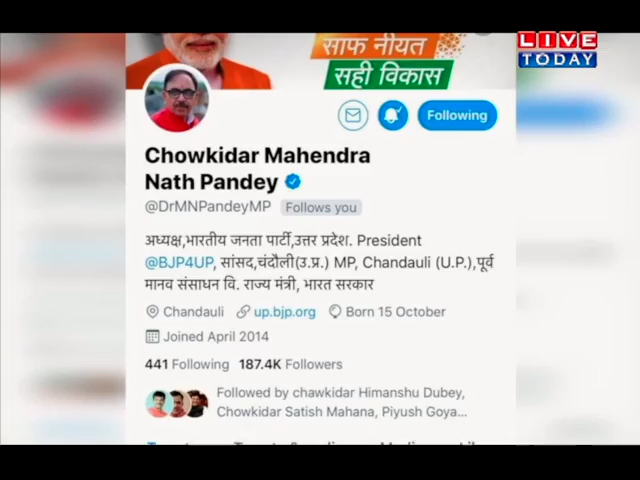 साफ नीयत
सही विकास
LIVE
TODAY
Following
Chowkidar Mahendra
Nath Pandey
@DrMNPandeyMP Follows you
अध्यक्ष,भारतीय जनता पार्टी,उत्तर प्रदेश. President
@BJP4UP, सांसद,चंदौली(उ.प्र.) MP, Chandauli (U.P.),पूर्व
मानव संसाधन वि. राज्य मंत्री, भारत सरकार
Chandauli up.bjp.org Born 15 October
Joined April 2014
441 Following 187.4K Followers
Followed by chawkidar Himanshu Dubey,
Chowkidar Satish Mahana, Piyush Goya...